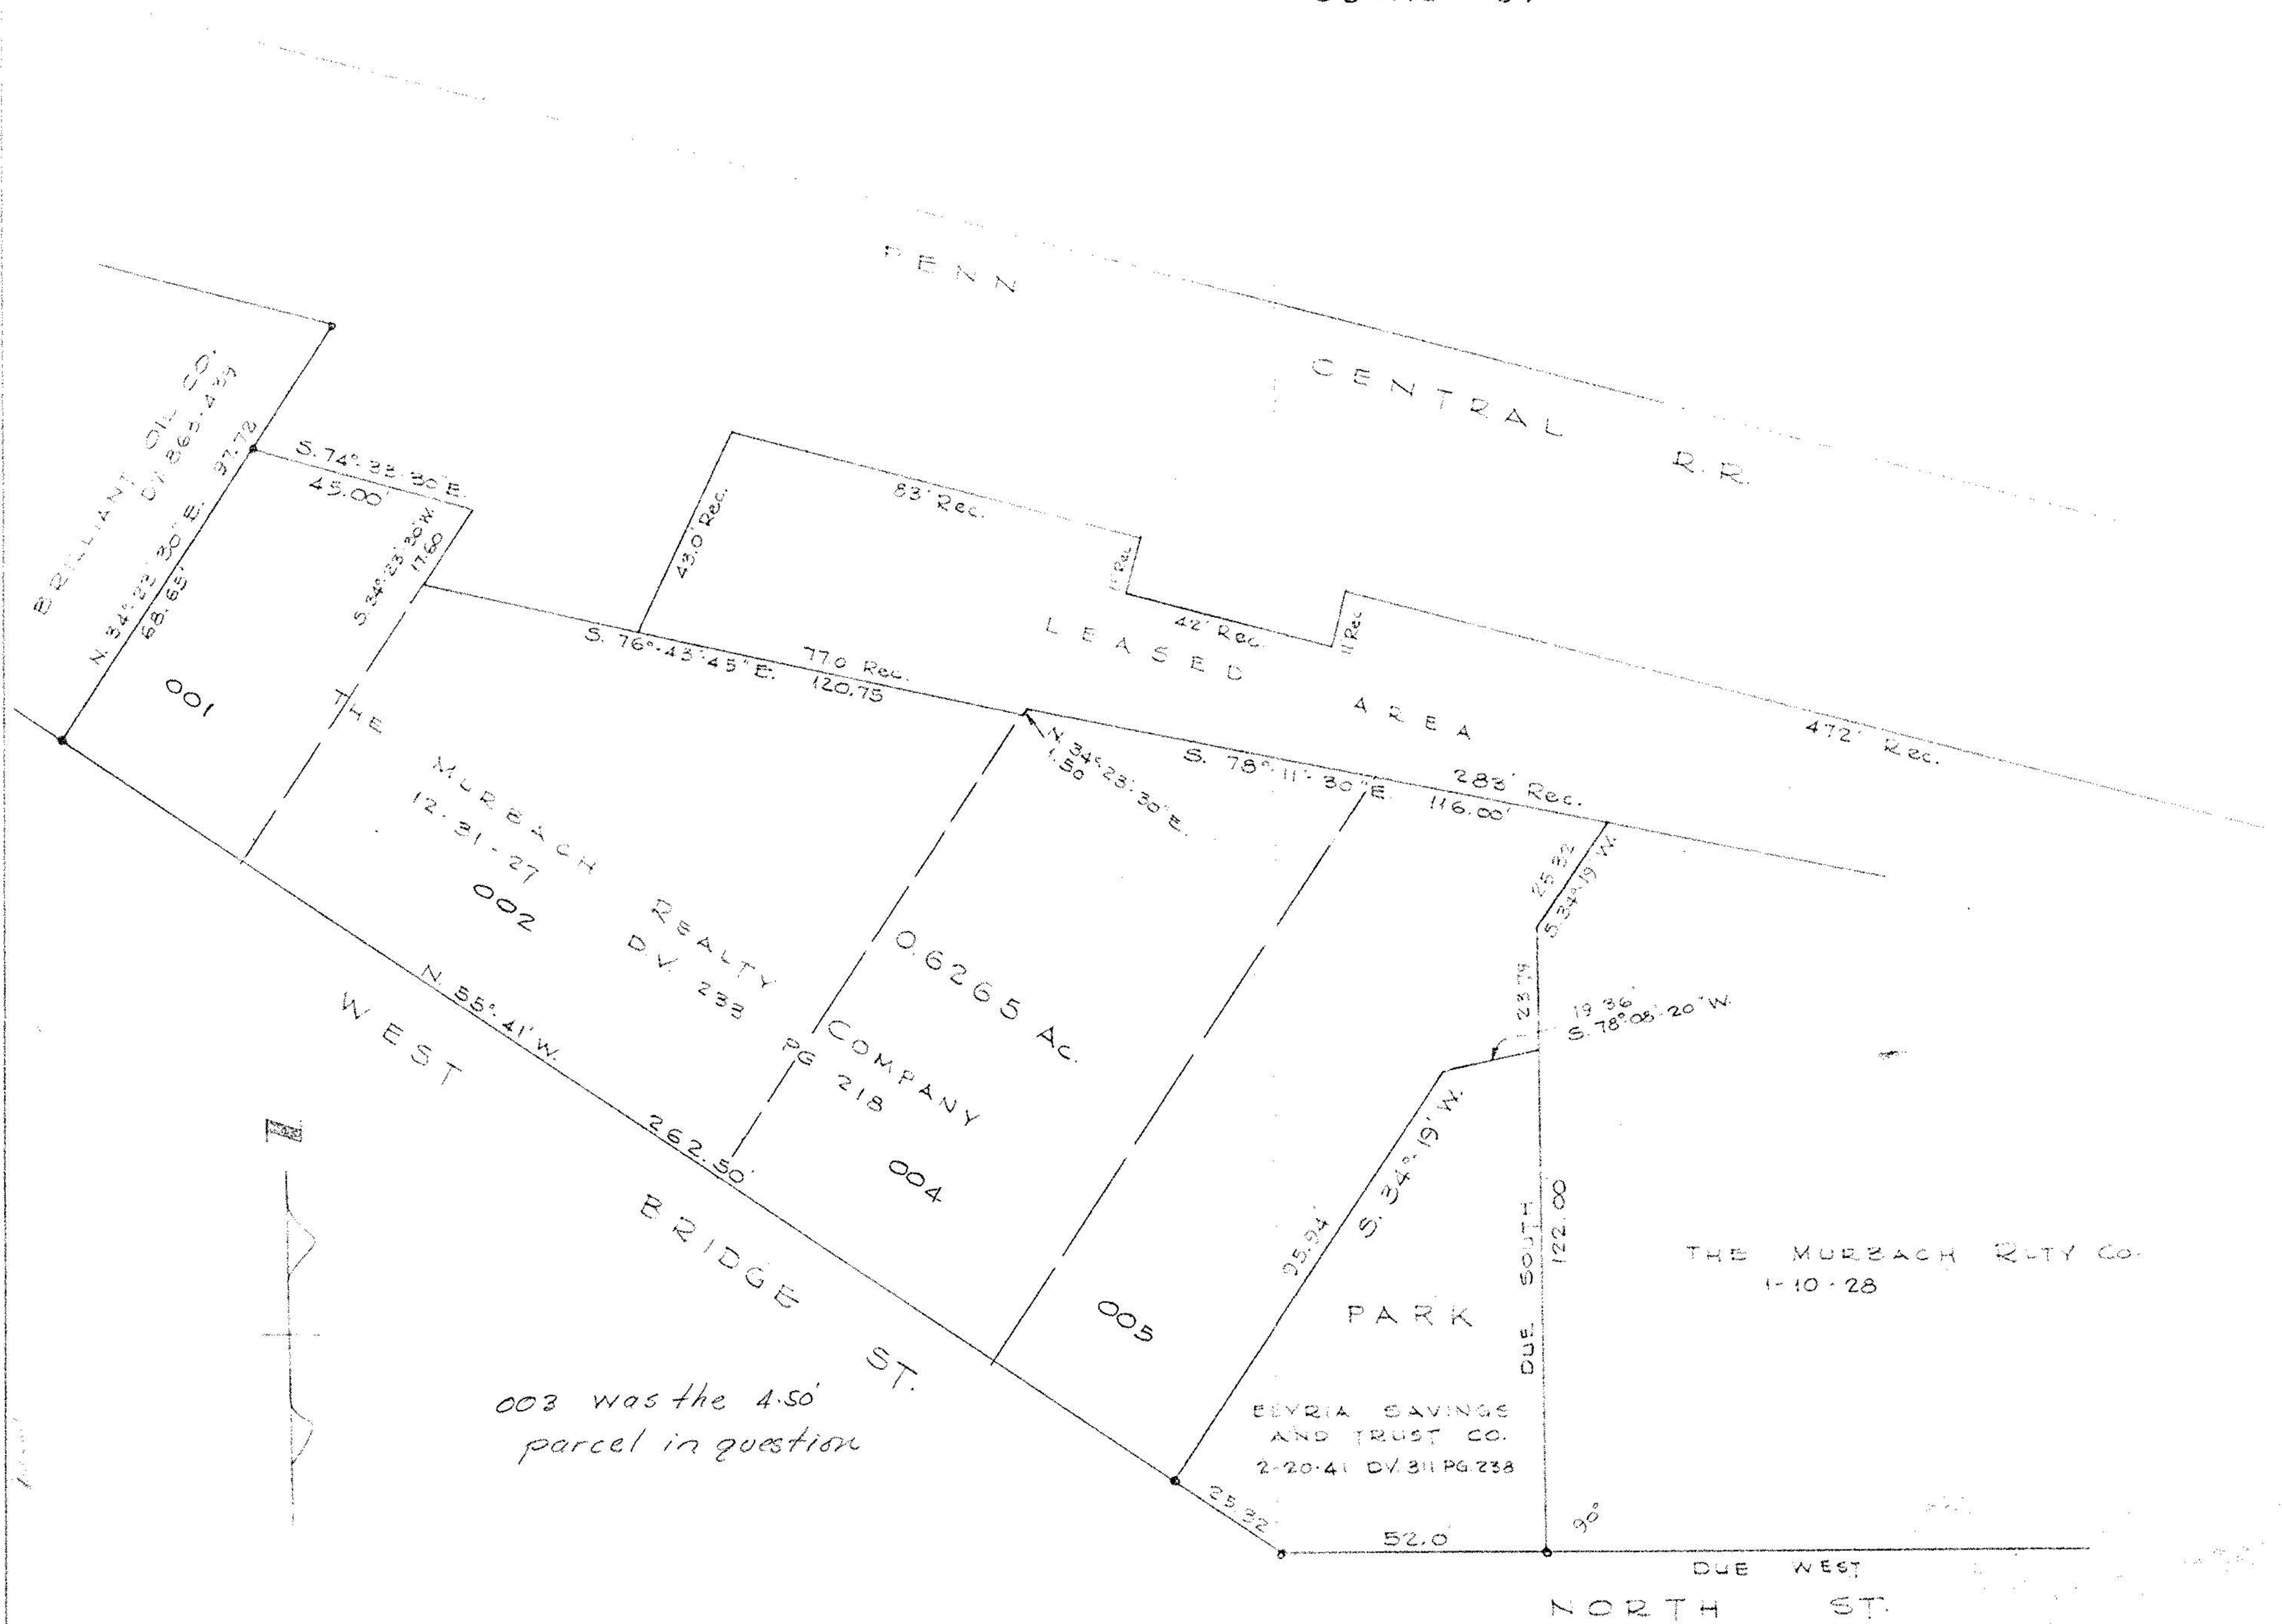 PENN
CENTRAL
R.R.
BRILLIANT OIL CO.
D.V. 865-439
97.72
N. 34°-23'-30" E.
68.65'
S. 74°-33'-30" E.
45.00'
S. 34°-23'-30" W.
17.60
43.0' Rec.
83' Rec.
11' Rec.
42' Rec.
11' Rec.
472' Rec.
LEASED
AREA
S. 76°-43'-45" E.
77.0 Rec.
120.75
N. 34°-23'-30" E.
1.50
S. 78°-11'-30" E.
283' Rec.
116.00'
25.32
S. 34°-19' W.
23.79
19.36'
S. 78°-08'-20" W.
001
THE
MURBACH
REALTY
COMPANY
12-31-27
D.V. 233
PG 218
002
0.6265 Ac.
004
005
N. 55°-41' W.
262.50'
WEST
BRIDGE
ST.
95.94'
S. 34°-19' W.
DUE SOUTH
122.00
PARK
THE MURBACH RLTY CO.
1-10-28
003 was the 4.50'
parcel in question
ELYRIA SAVINGS
AND TRUST CO.
2-20-41 DV. 311 PG. 238
25.32'
52.0'
90°
DUE WEST
NORTH ST.